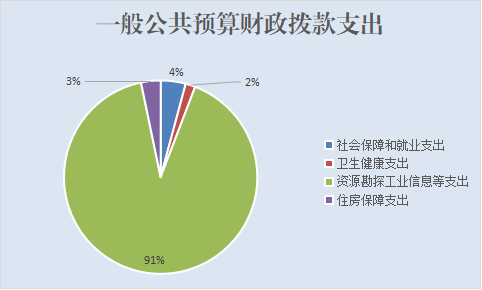 一般公共预算财政拨款支出
4%
3%
2%
社会保障和就业支出
卫生健康支出
资源勘探工业信息等支出
住房保障支出
91%